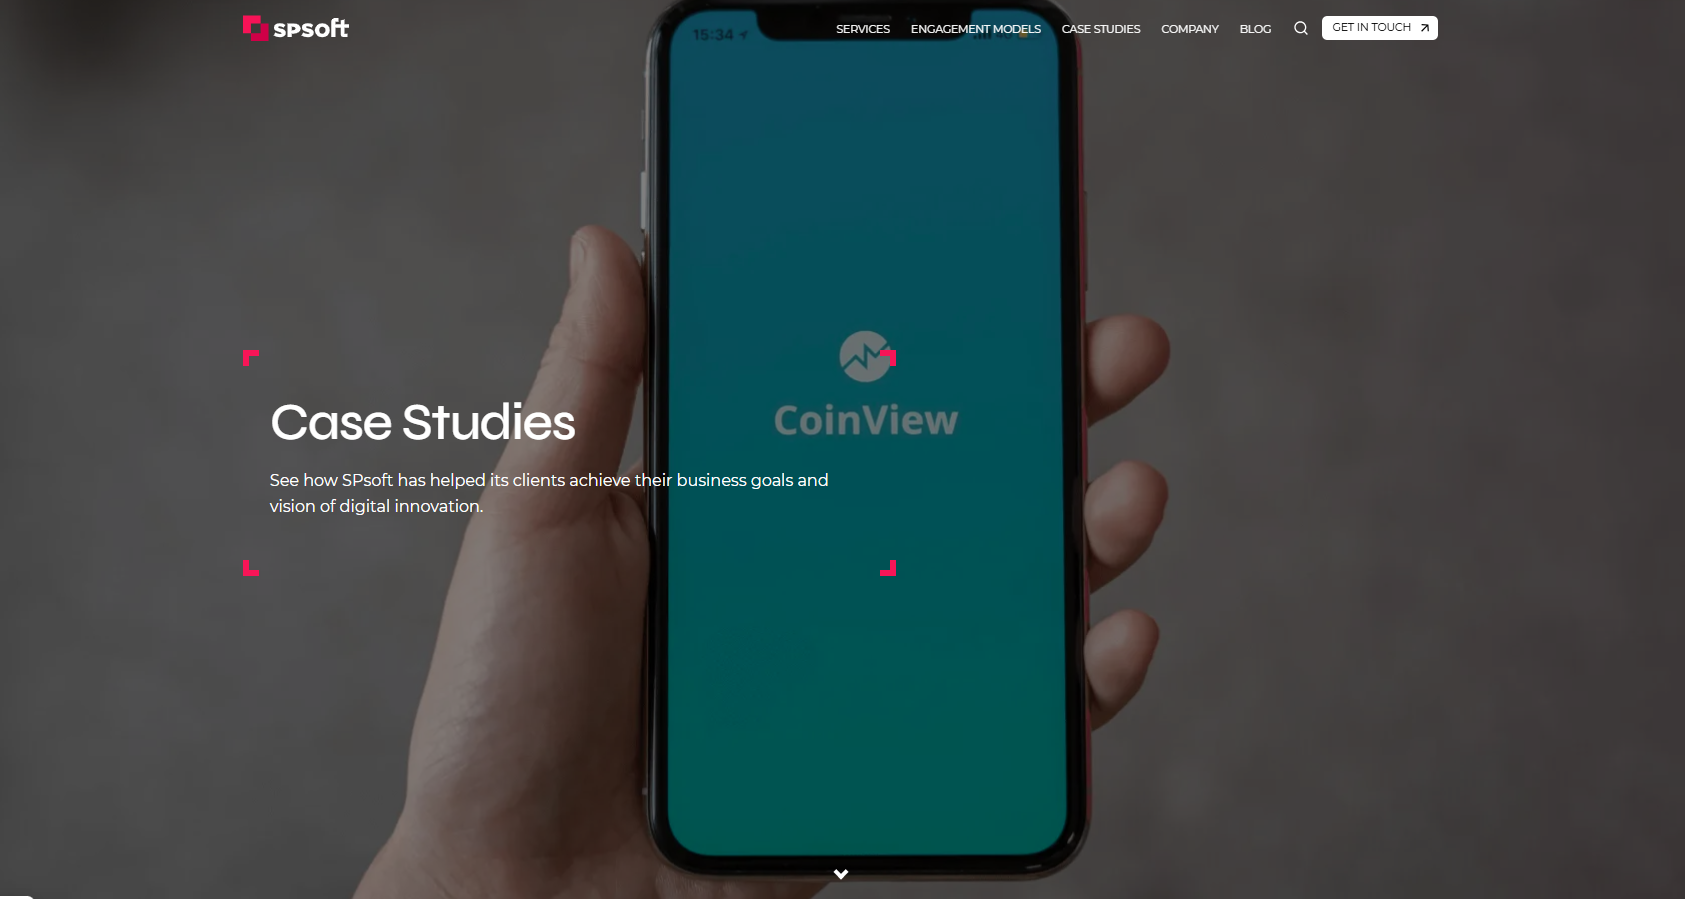 spsoft
SERVICES ENGAGEMENT MODELS CASE STUDIES COMPANY BLOG GET IN TOUCH
15:34
CoinView
Case Studies
See how SPsoft has helped its clients achieve their business goals and
vision of digital innovation.